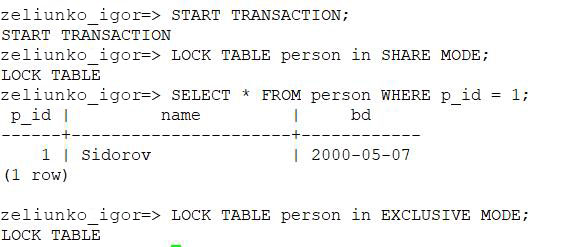 zeliunko_igor=> START TRANSACTION;
START TRANSACTION
zeliunko_igor=> LOCK TABLE person in SHARE MODE;
LOCK TABLE
zeliunko_igor=> SELECT * FROM person WHERE p_id = 1;
 p_id |         name         |     bd
------+----------------------+------------
    1 | Sidorov              | 2000-05-07
(1 row)

zeliunko_igor=> LOCK TABLE person in EXCLUSIVE MODE;
LOCK TABLE